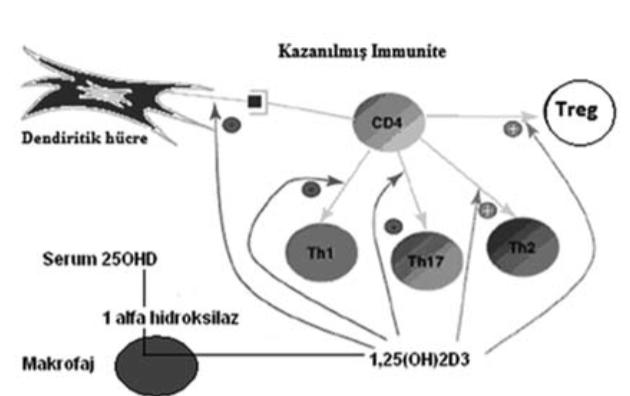 Kazanılmış Immunite
CD4
Treg
Dendiritik hücre
Th1
Th17
Th2
Serum 25OHD
1 alfa hidroksilaz
Makrofaj
1,25(OH)2D3